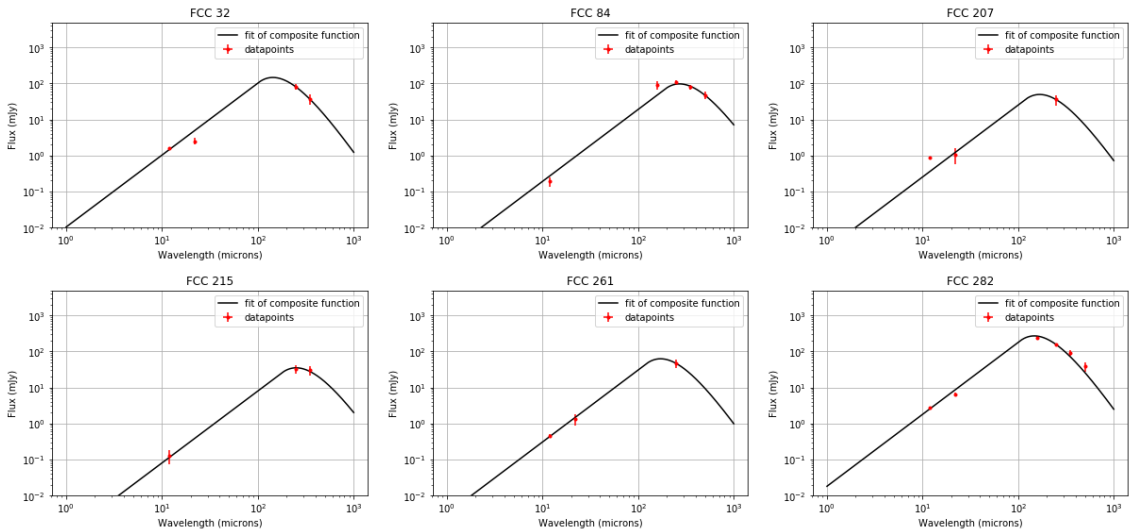 FCC 32
fit of composite function
datapoints
Flux (mJy)
10³
10²
10¹
10⁰
10⁻¹
10⁻²
10⁰ 10¹ 10² 10³
Wavelength (microns)
FCC 84
fit of composite function
datapoints
Flux (mJy)
10³
10²
10¹
10⁰
10⁻¹
10⁻²
10⁰ 10¹ 10² 10³
Wavelength (microns)
FCC 207
fit of composite function
datapoints
Flux (mJy)
10³
10²
10¹
10⁰
10⁻¹
10⁻²
10⁰ 10¹ 10² 10³
Wavelength (microns)
FCC 215
fit of composite function
datapoints
Flux (mJy)
10³
10²
10¹
10⁰
10⁻¹
10⁻²
10⁰ 10¹ 10² 10³
Wavelength (microns)
FCC 261
fit of composite function
datapoints
Flux (mJy)
10³
10²
10¹
10⁰
10⁻¹
10⁻²
10⁰ 10¹ 10² 10³
Wavelength (microns)
FCC 282
fit of composite function
datapoints
Flux (mJy)
10³
10²
10¹
10⁰
10⁻¹
10⁻²
10⁰ 10¹ 10² 10³
Wavelength (microns)